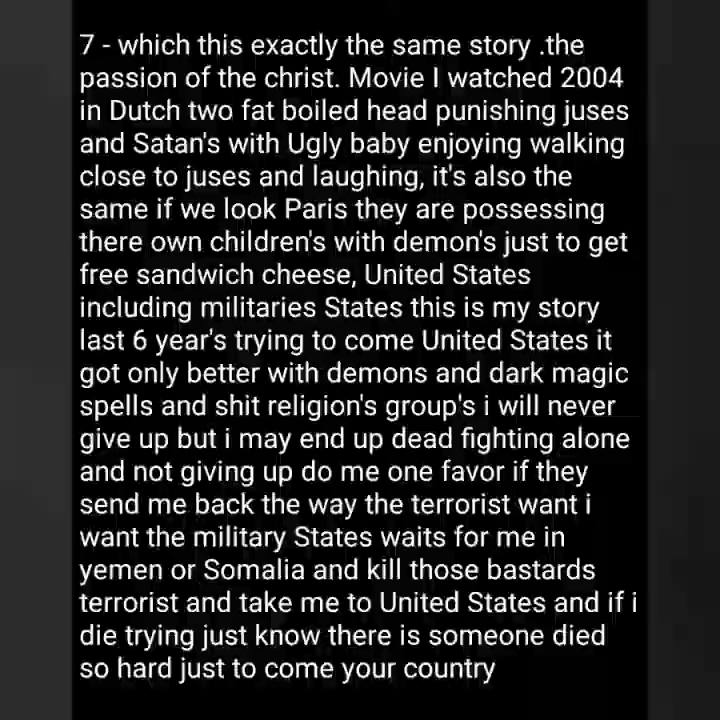 7 - which this exactly the same story .the
passion of the christ. Movie I watched 2004
in Dutch two fat boiled head punishing juses
and Satan's with Ugly baby enjoying walking
close to juses and laughing, it's also the
same if we look Paris they are possessing
there own children's with demon's just to get
free sandwich cheese, United States
including militaries States this is my story
last 6 year's trying to come United States it
got only better with demons and dark magic
spells and shit religion's group's i will never
give up but i may end up dead fighting alone
and not giving up do me one favor if they
send me back the way the terrorist want i
want the military States waits for me in
yemen or Somalia and kill those bastards
terrorist and take me to United States and if i
die trying just know there is someone died
so hard just to come your country